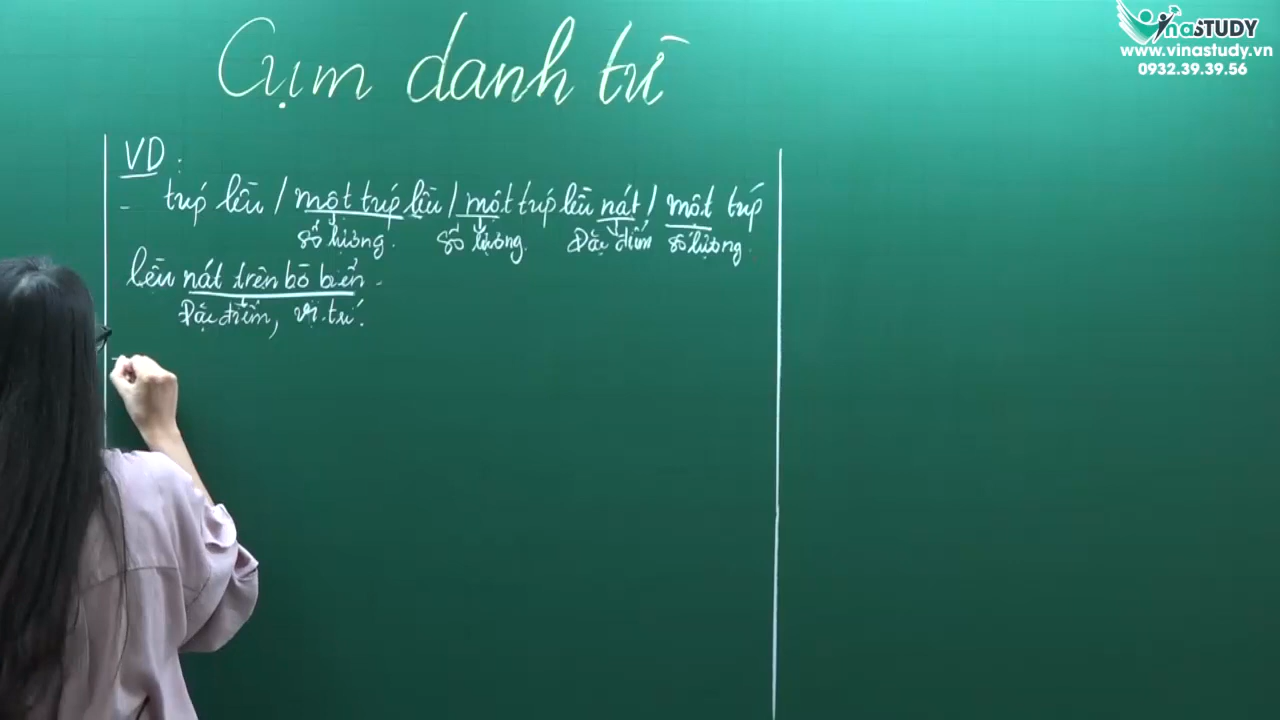 Cụm danh từ
VinaSTUDY
www.vinastudy.vn
0932.39.39.56
VD:
- túp lều / một túp lều / một túp lều nát / một túp
số lượng. số lượng. Đặc điểm số lượng.
lều nát trên bờ biển.
Đặc điểm, vị trí.